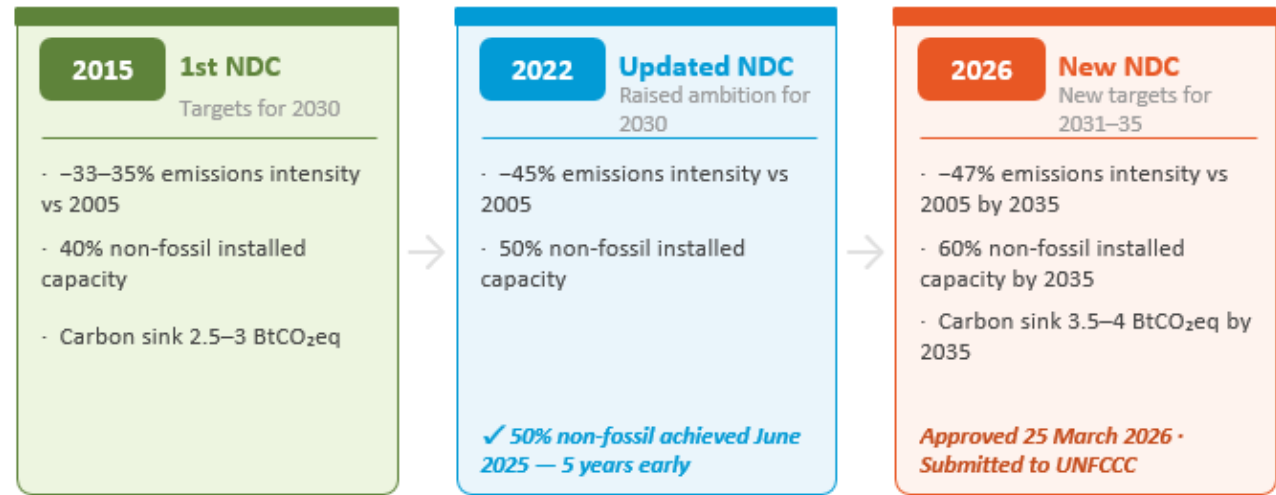 2015
1st NDC
Targets for 2030
· −33–35% emissions intensity
vs 2005
· 40% non-fossil installed
capacity
· Carbon sink 2.5–3 BtCO₂eq
2022
Updated NDC
Raised ambition for
2030
· −45% emissions intensity vs
2005
· 50% non-fossil installed
capacity
✓ 50% non-fossil achieved June
2025 — 5 years early
2026
New NDC
New targets for
2031–35
· −47% emissions intensity vs
2005 by 2035
· 60% non-fossil installed
capacity by 2035
· Carbon sink 3.5–4 BtCO₂eq by
2035
Approved 25 March 2026 ·
Submitted to UNFCCC